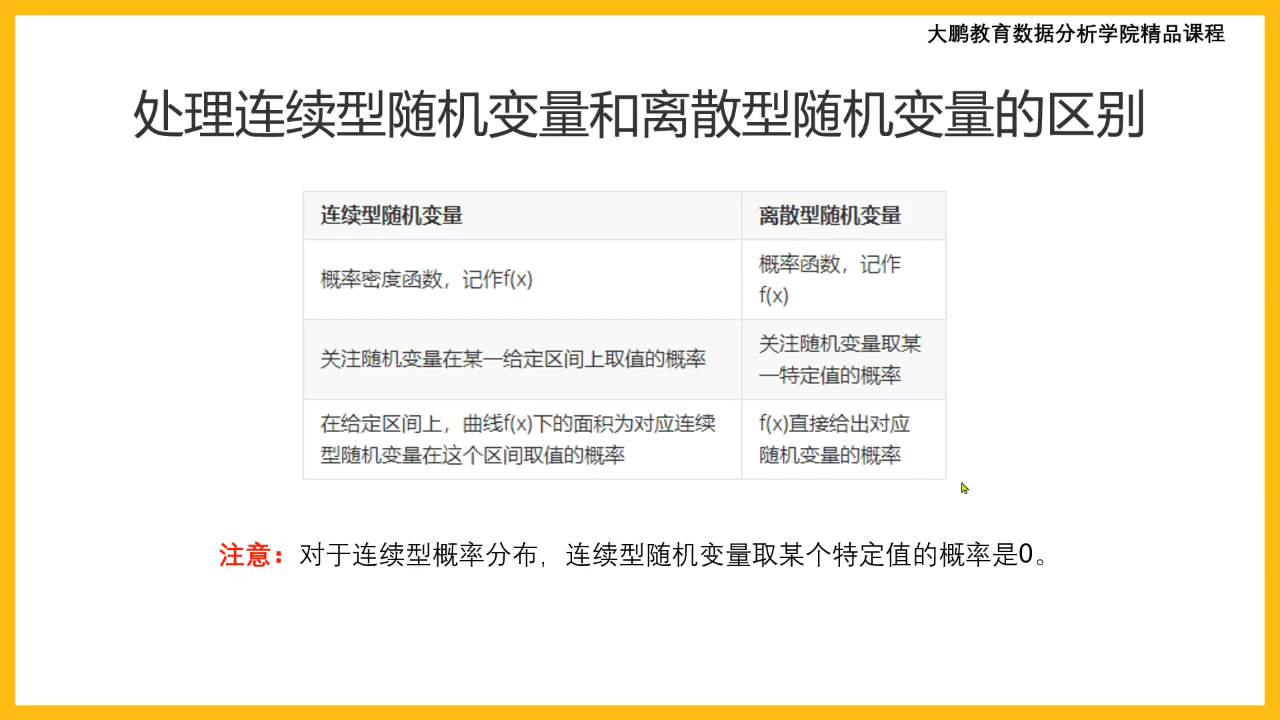 大鹏教育数据分析学院精品课程
处理连续型随机变量和离散型随机变量的区别
连续型随机变量
离散型随机变量
概率密度函数，记作f(x)
概率函数，记作
f(x)
关注随机变量在某一给定区间上取值的概率
关注随机变量取某
一特定值的概率
在给定区间上，曲线f(x)下的面积为对应连续
型随机变量在这个区间取值的概率
f(x)直接给出对应
随机变量的概率
注意：对于连续型概率分布，连续型随机变量取某个特定值的概率是0。